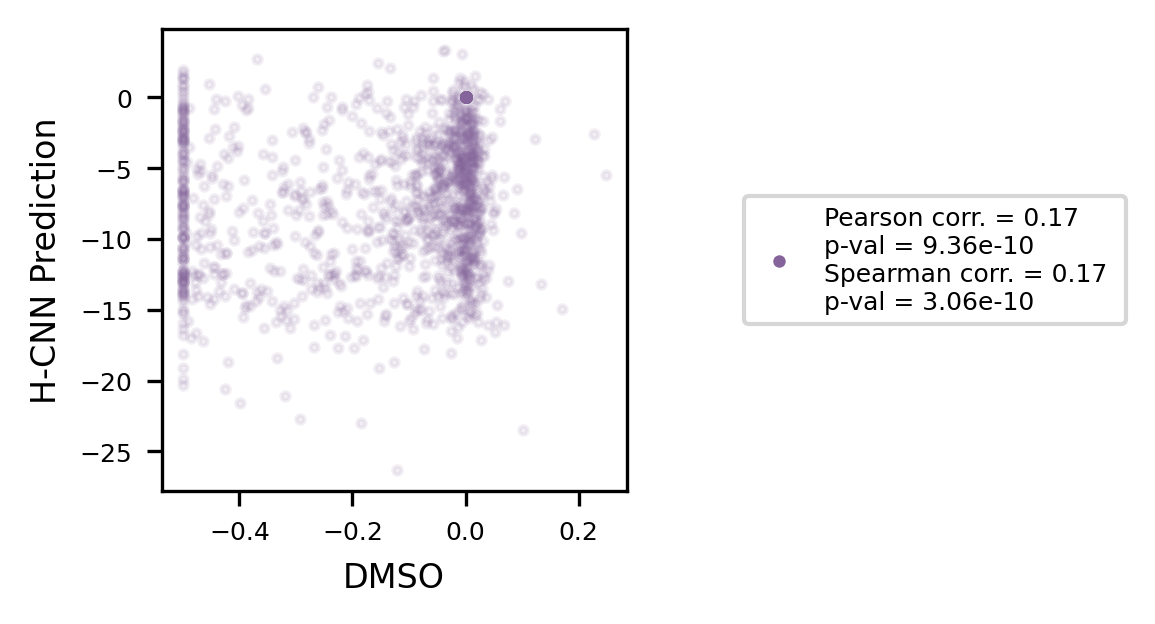 0
−5
−10
−15
−20
−25
H-CNN Prediction
−0.4
−0.2
0.0
0.2
DMSO
Pearson corr. = 0.17
p-val = 9.36e-10
Spearman corr. = 0.17
p-val = 3.06e-10